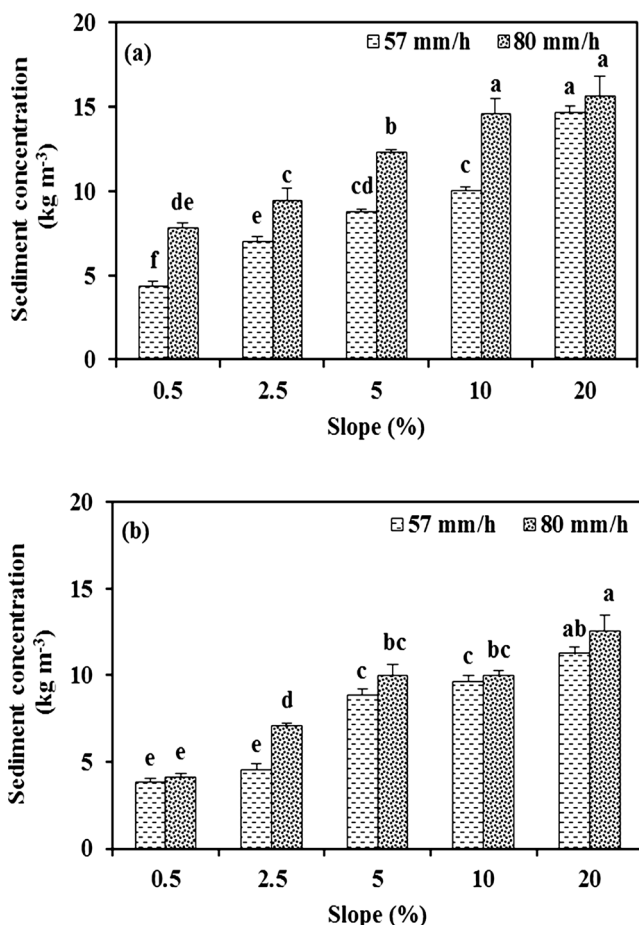 (a)
57 mm/h 80 mm/h
Sediment concentration
(kg m-3)
20
15
10
5
0
f de e c cd b c a a a
0.5 2.5 5 10 20
Slope (%)
(b)
57 mm/h 80 mm/h
Sediment concentration
(kg m-3)
20
15
10
5
0
e e e d c bc c bc ab a
0.5 2.5 5 10 20
Slope (%)